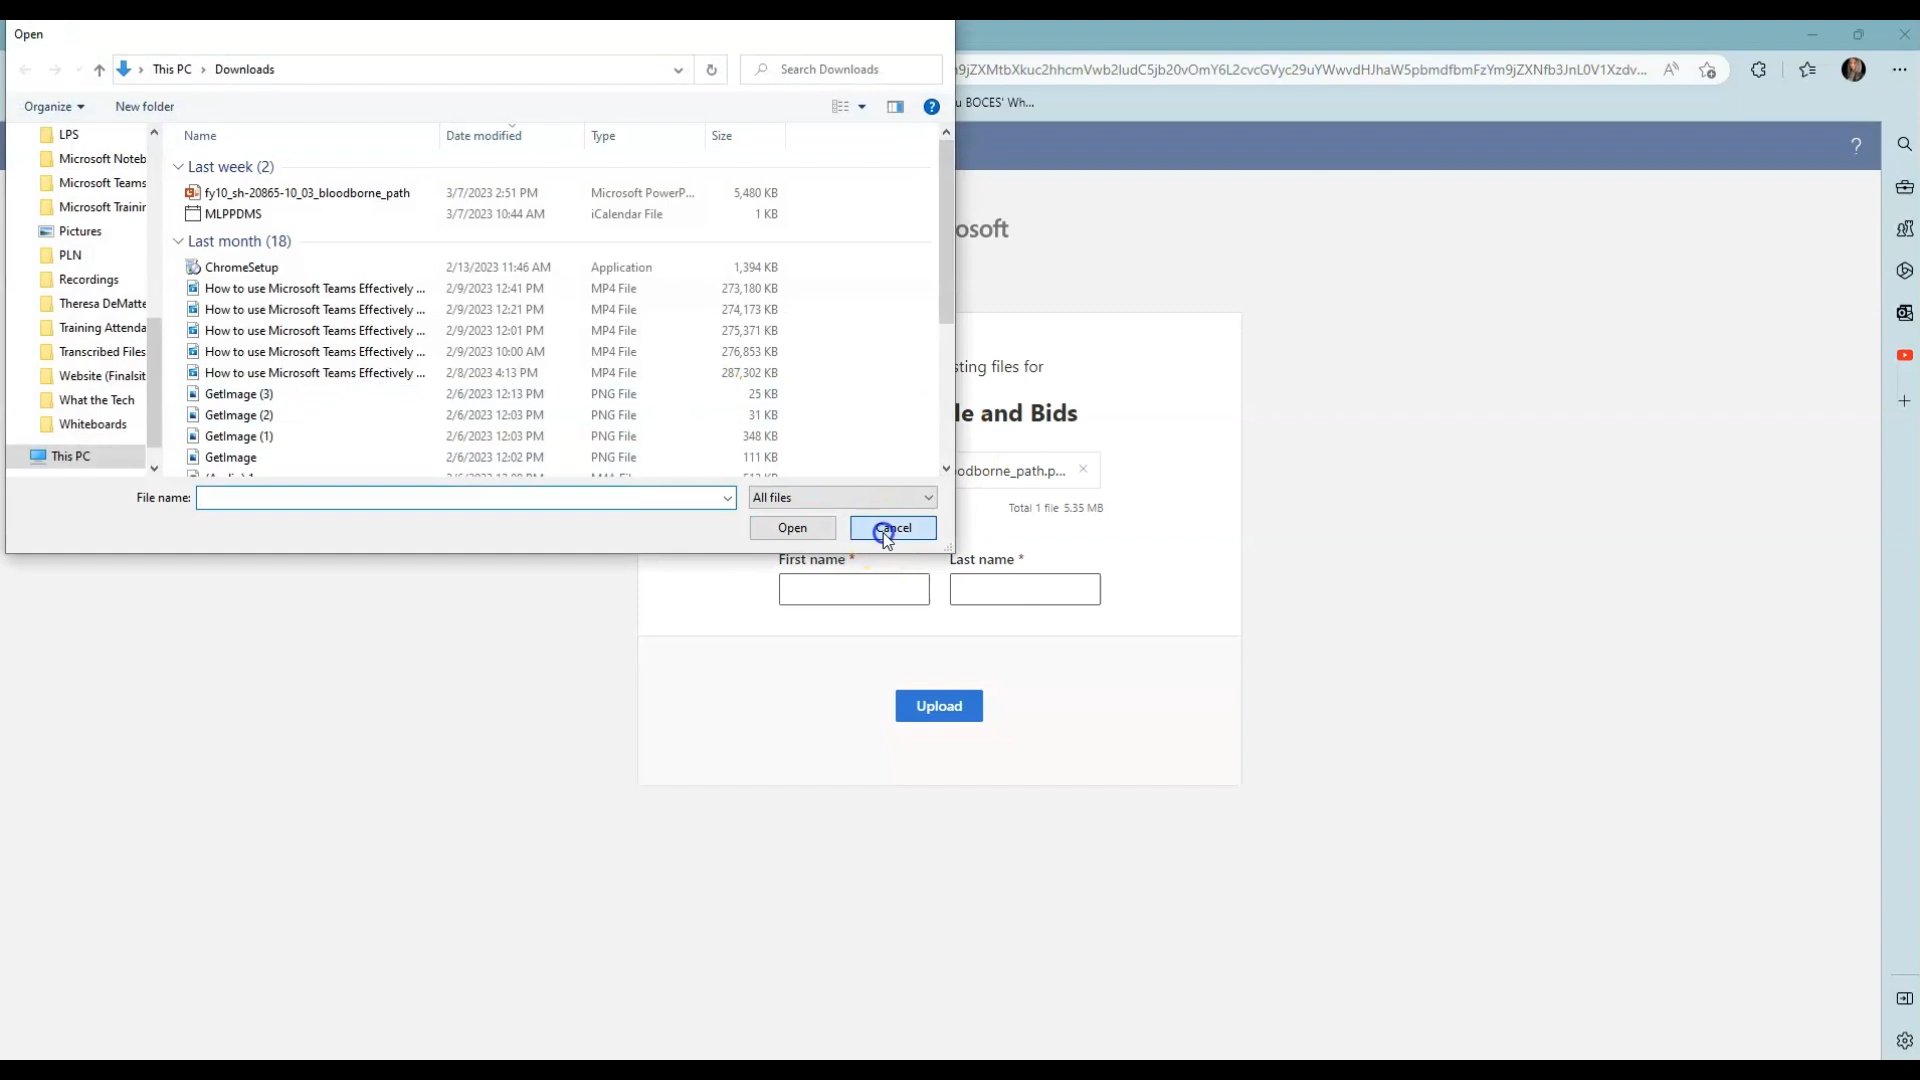 Open
This PC > Downloads
Search Downloads
9jZXMtbXkuc2hhcmVwb2ludC5jb20vOmY6L2cvcGVyc29uYWwvdHJhaW5pbmdfbmFzYm9jZXNfb3JnL0V1Xzdv...
Organize
New folder
u BOCES' Wh...
LPS
Microsoft Noteb
Microsoft Teams
Microsoft Trainir
Pictures
PLN
Recordings
Theresa DeMatte
Training Attenda
Transcribed Files
Website (Finalsit
What the Tech
Whiteboards
This PC
Name Date modified Type Size
Last week (2)
fy10_sh-20865-10_03_bloodborne_path 3/7/2023 2:51 PM Microsoft PowerP... 5,480 KB
MLPPDMS 3/7/2023 10:44 AM iCalendar File 1 KB
Last month (18)
ChromeSetup 2/13/2023 11:46 AM Application 1,394 KB
How to use Microsoft Teams Effectively ... 2/9/2023 12:41 PM MP4 File 273,180 KB
How to use Microsoft Teams Effectively ... 2/9/2023 12:21 PM MP4 File 274,173 KB
How to use Microsoft Teams Effectively ... 2/9/2023 12:01 PM MP4 File 275,371 KB
How to use Microsoft Teams Effectively ... 2/9/2023 10:00 AM MP4 File 276,853 KB
How to use Microsoft Teams Effectively ... 2/8/2023 4:13 PM MP4 File 287,302 KB
GetImage (3) 2/6/2023 12:13 PM PNG File 25 KB
GetImage (2) 2/6/2023 12:03 PM PNG File 31 KB
GetImage (1) 2/6/2023 12:03 PM PNG File 348 KB
GetImage 2/6/2023 12:02 PM PNG File 111 KB
File name:
All files
Open
Cancel
osoft
sting files for
le and Bids
odborne_path.p...
Total 1 file 5.35 MB
First name *
Last name *
Upload